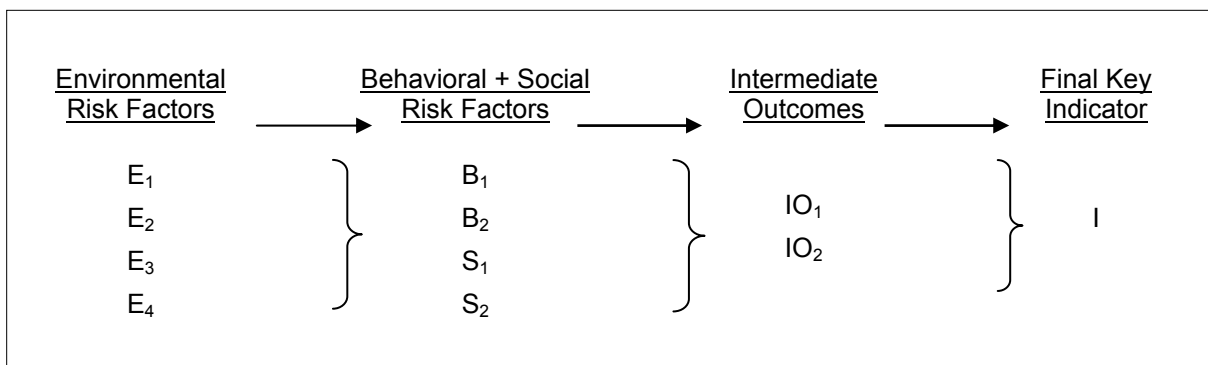 Environmental
Risk Factors
Behavioral + Social
Risk Factors
Intermediate
Outcomes
Final Key
Indicator
E₁
E₂
E₃
E₄
B₁
B₂
S₁
S₂
IO₁
IO₂
I